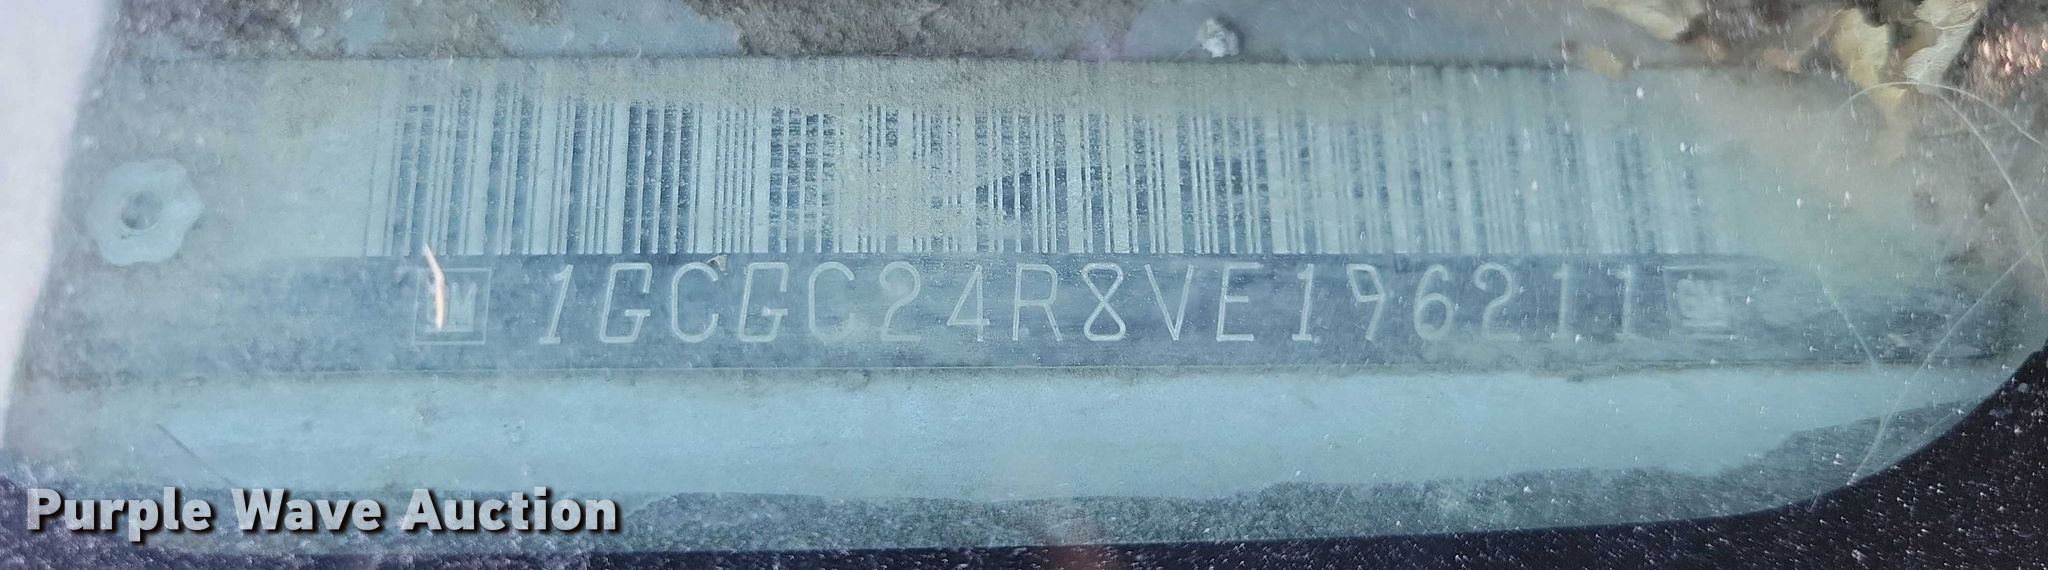 1GCGC24R8VE196211
Purple Wave Auction